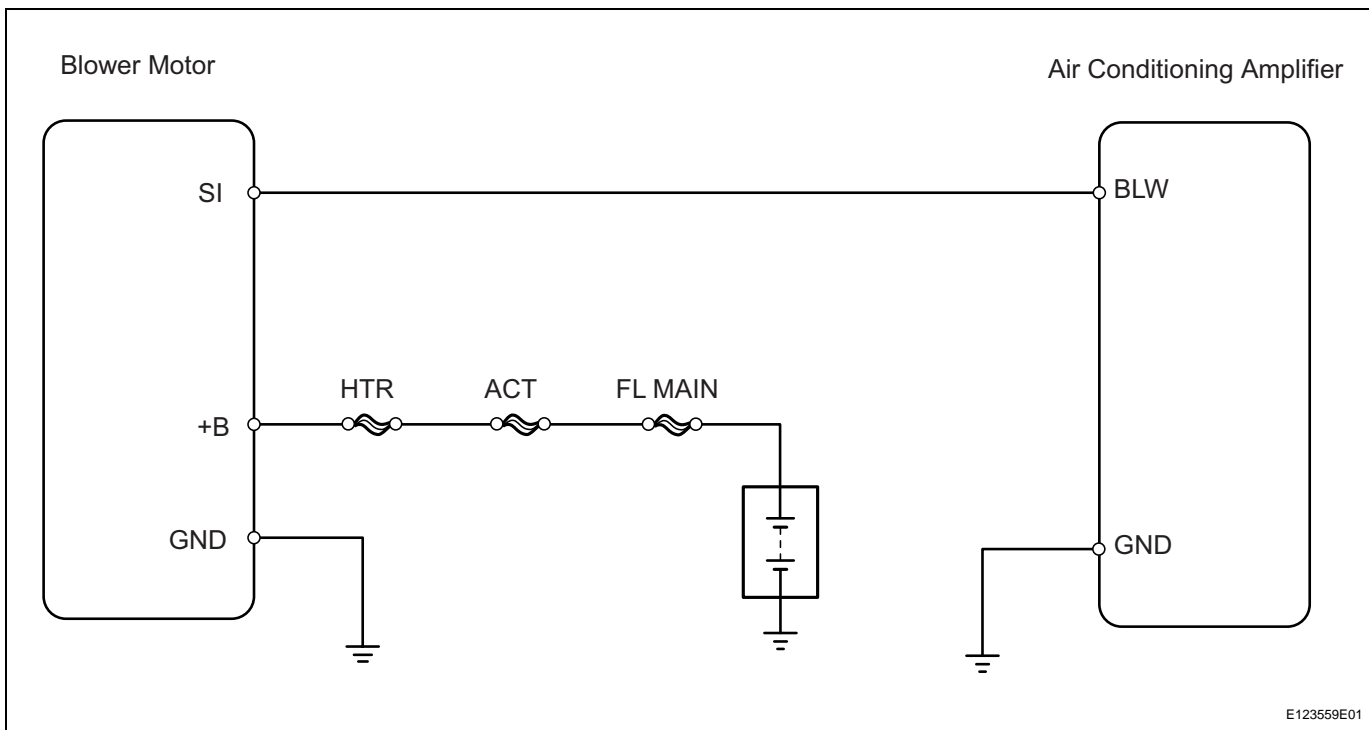 Blower Motor
Air Conditioning Amplifier
SI
BLW
HTR
ACT
FL MAIN
+B
GND
GND
E123559E01